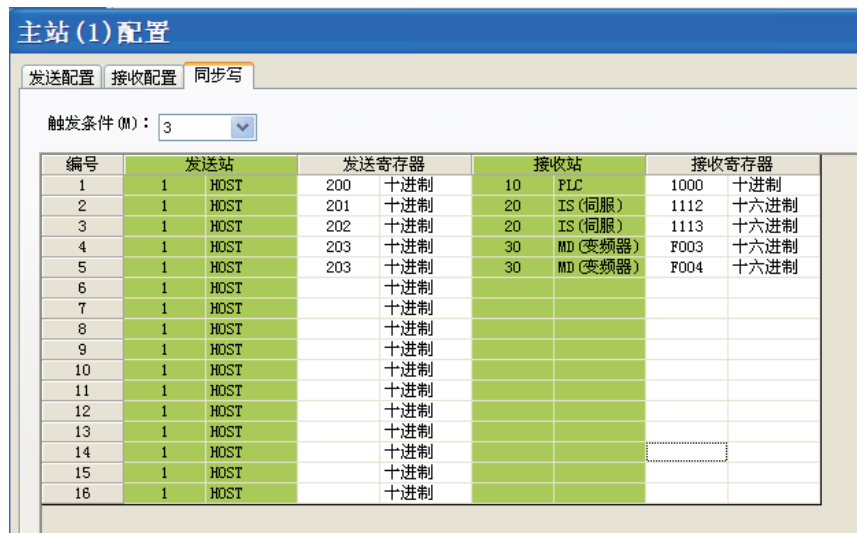 主站(1)配置
发送配置 接收配置 同步写
触发条件(M): 3
编号 发送站 发送寄存器 接收站 接收寄存器
1 1 HOST 200 十进制 10 PLC 1000 十进制
2 1 HOST 201 十进制 20 IS(伺服) 1112 十六进制
3 1 HOST 202 十进制 20 IS(伺服) 1113 十六进制
4 1 HOST 203 十进制 30 MD(变频器) F003 十六进制
5 1 HOST 203 十进制 30 MD(变频器) F004 十六进制
6 1 HOST 十进制
7 1 HOST 十进制
8 1 HOST 十进制
9 1 HOST 十进制
10 1 HOST 十进制
11 1 HOST 十进制
12 1 HOST 十进制
13 1 HOST 十进制
14 1 HOST 十进制
15 1 HOST 十进制
16 1 HOST 十进制